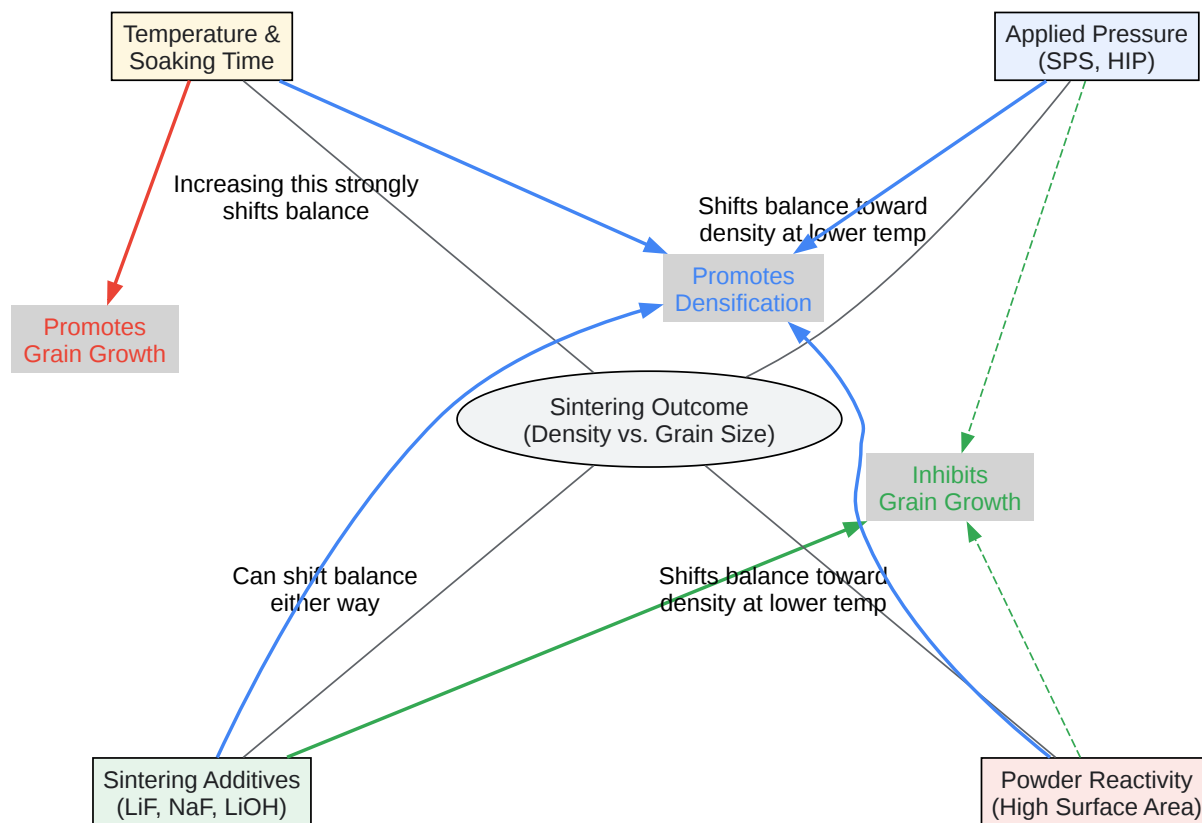 Temperature &
Soaking Time
Applied Pressure
(SPS, HIP)
Increasing this strongly
shifts balance
Shifts balance toward
density at lower temp
Promotes
Densification
Promotes
Grain Growth
Sintering Outcome
(Density vs. Grain Size)
Inhibits
Grain Growth
Can shift balance
either way
Shifts balance toward
density at lower temp
Sintering Additives
(LiF, NaF, LiOH)
Powder Reactivity
(High Surface Area)